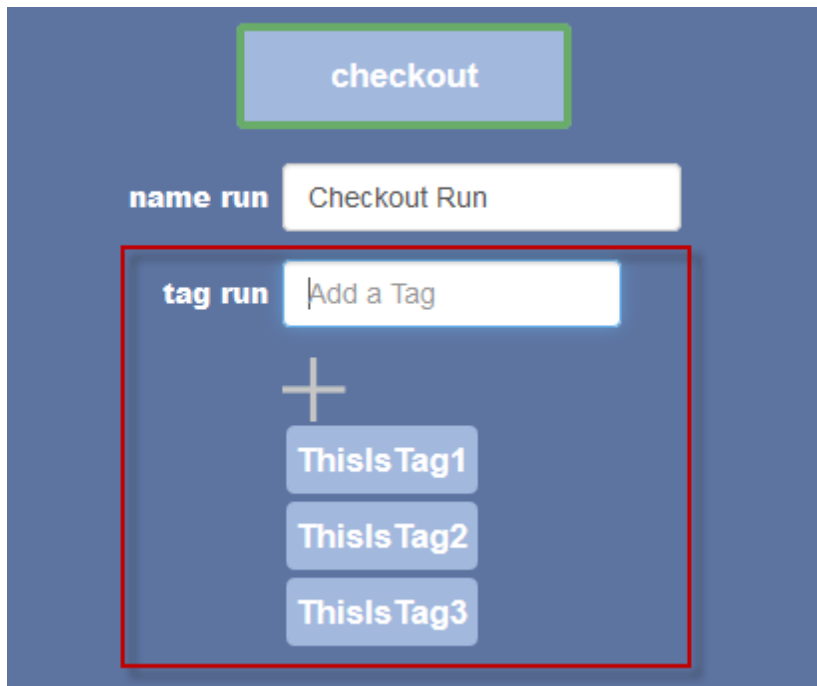 checkout
name run Checkout Run
tag run Add a Tag
ThisIsTag1
ThisIsTag2
ThisIsTag3